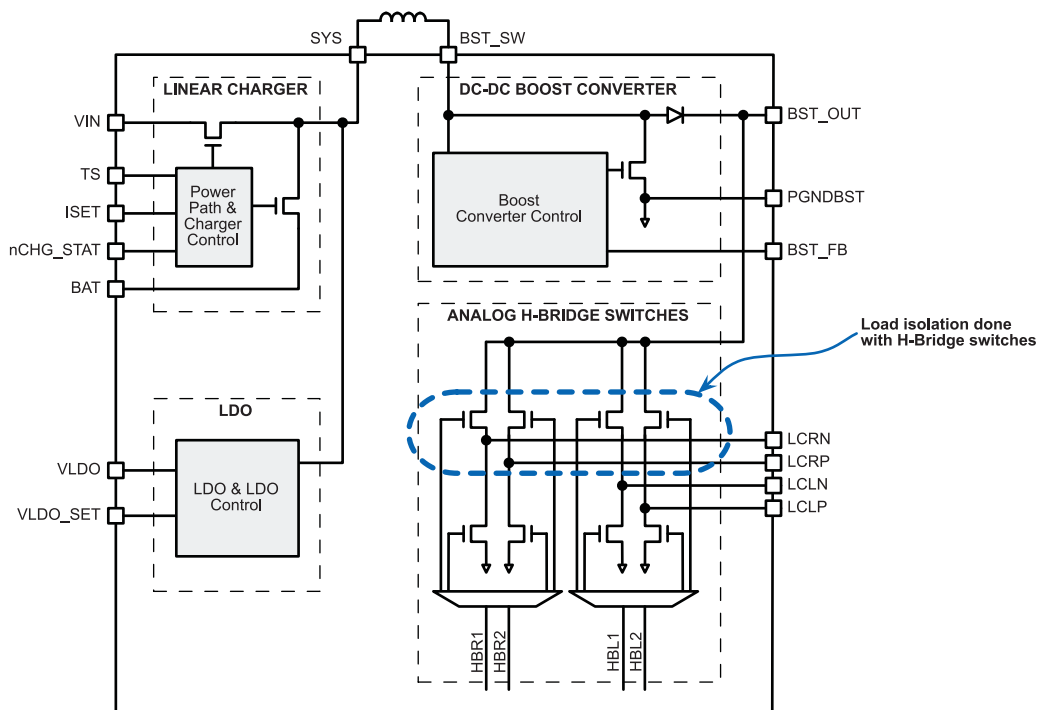 SYS
BST_SW
LINEAR CHARGER
DC-DC BOOST CONVERTER
VIN
BST_OUT
TS
Power
Path &
Charger
Control
ISET
Boost
Converter Control
PGNDBST
nCHG_STAT
BST_FB
BAT
ANALOG H-BRIDGE SWITCHES
Load isolation done
with H-Bridge switches
LDO
LCRN
VLDO
LCRP
LDO & LDO
Control
LCLN
VLDO_SET
LCLP
HBR1
HBR2
HBL1
HBL2